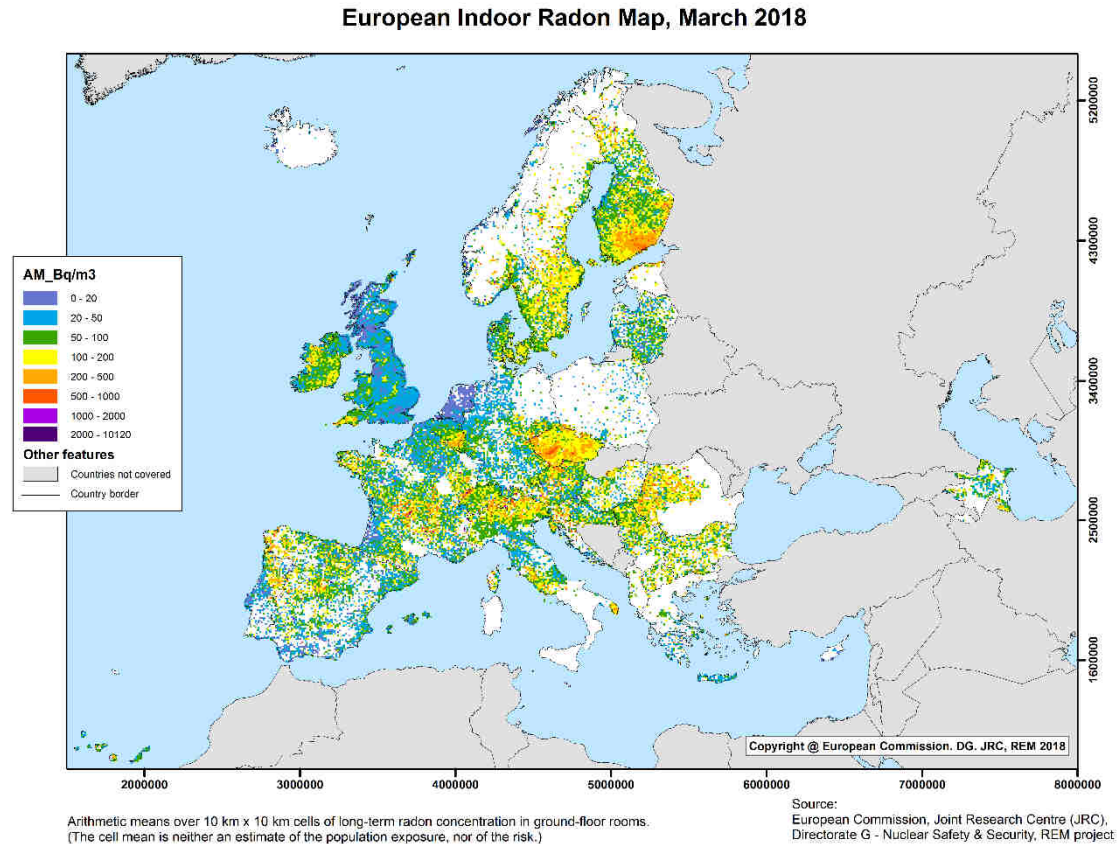 European Indoor Radon Map, March 2018
AM_Bq/m3
0 - 20
20 - 50
50 - 100
100 - 200
200 - 500
500 - 1000
1000 - 2000
2000 - 10120
Other features
Countries not covered
Country border
5200000
4300000
3400000
2500000
1600000
Copyright @ European Commission. DG. JRC, REM 2018
2000000
3000000
4000000
5000000
6000000
7000000
8000000
Arithmetic means over 10 km x 10 km cells of long-term radon concentration in ground-floor rooms.
(The cell mean is neither an estimate of the population exposure, nor of the risk.)
Source:
European Commission, Joint Research Centre (JRC),
Directorate G - Nuclear Safety & Security, REM project